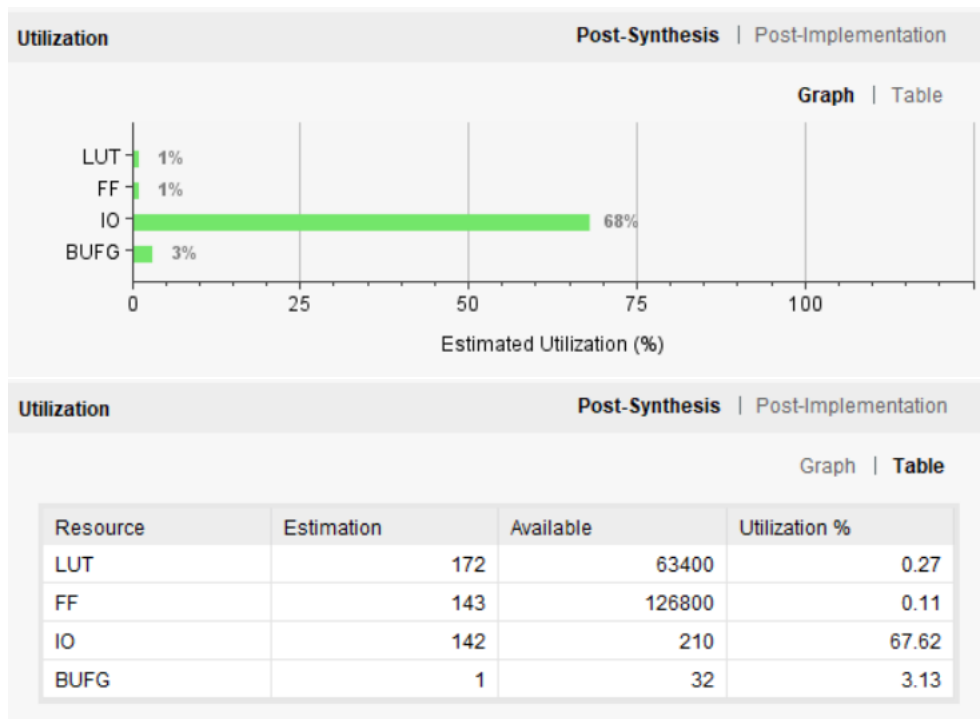 Utilization Post-Synthesis | Post-Implementation
Graph | Table
LUT 1%
FF 1%
IO 68%
BUFG 3%
0 25 50 75 100
Estimated Utilization (%)
Utilization Post-Synthesis | Post-Implementation
Graph | Table
Resource Estimation Available Utilization %
LUT 172 63400 0.27
FF 143 126800 0.11
IO 142 210 67.62
BUFG 1 32 3.13